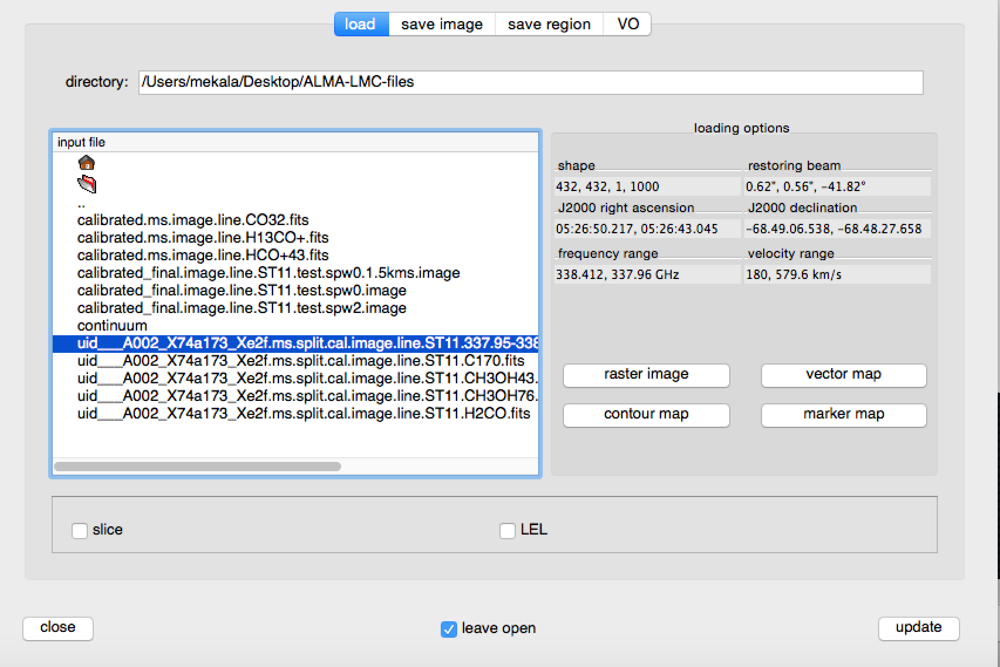 load save image save region VO
directory: /Users/mekala/Desktop/ALMA-LMC-files
input file
..
calibrated.ms.image.line.CO32.fits
calibrated.ms.image.line.H13CO+.fits
calibrated.ms.image.line.HCO+43.fits
calibrated_final.image.line.ST11.test.spw0.1.5kms.image
calibrated_final.image.line.ST11.test.spw0.image
calibrated_final.image.line.ST11.test.spw2.image
continuum
uid___A002_X74a173_Xe2f.ms.split.cal.image.line.ST11.337.95-338
uid___A002_X74a173_Xe2f.ms.split.cal.image.line.ST11.C170.fits
uid___A002_X74a173_Xe2f.ms.split.cal.image.line.ST11.CH3OH43.
uid___A002_X74a173_Xe2f.ms.split.cal.image.line.ST11.CH3OH76.
uid___A002_X74a173_Xe2f.ms.split.cal.image.line.ST11.H2CO.fits
loading options
shape restoring beam
432, 432, 1, 1000 0.62", 0.56", -41.82°
J2000 right ascension J2000 declination
05:26:50.217, 05:26:43.045 -68.49.06.538, -68.48.27.658
frequency range velocity range
338.412, 337.96 GHz 180, 579.6 km/s
raster image vector map
contour map marker map
slice LEL
close leave open update